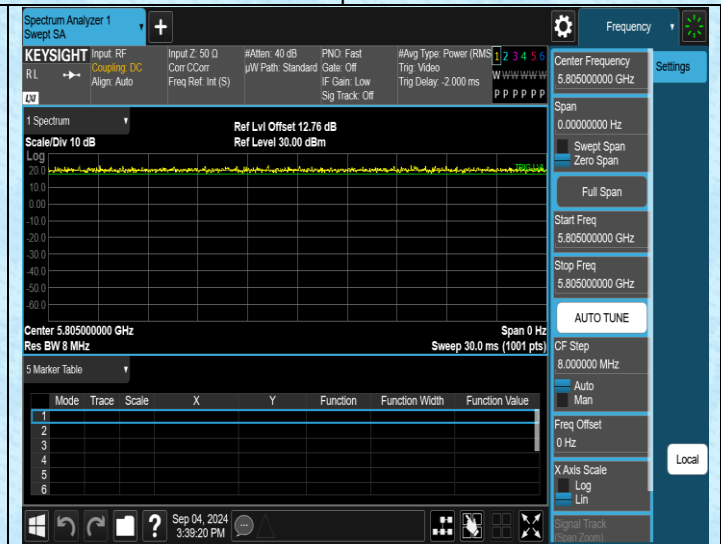 Spectrum Analyzer 1
Swept SA
Frequency
KEYSIGHT
RL
LXI
Input: RF
Coupling: DC
Align: Auto
Input Z: 50 Ω
Corr CCorr
Freq Ref: Int (S)
#Atten: 40 dB
µW Path: Standard
PNO: Fast
Gate: Off
IF Gain: Low
Sig Track: Off
#Avg Type: Power (RMS
Trig: Video
Trig Delay: -2.000 ms
1 2 3 4 5 6
W W W W W W
P P P P P P
1 Spectrum
Scale/Div 10 dB
Ref Lvl Offset 12.76 dB
Ref Level 30.00 dBm
Log
20.0
10.0
0.00
-10.0
-20.0
-30.0
-40.0
-50.0
-60.0
Center 5.805000000 GHz
Span 0 Hz
Res BW 8 MHz
Sweep 30.0 ms (1001 pts)
5 Marker Table
Mode Trace Scale X Y Function Function Width Function Value
1
2
3
4
5
6
Center Frequency
5.805000000 GHz
Span
0.00000000 Hz
Swept Span
Zero Span
Full Span
Start Freq
5.805000000 GHz
Stop Freq
5.805000000 GHz
AUTO TUNE
CF Step
8.000000 MHz
Auto
Man
Freq Offset
0 Hz
X Axis Scale
Log
Lin
Signal Track
(Span Zoom)
Settings
Local
?
Sep 04, 2024
3:39:20 PM